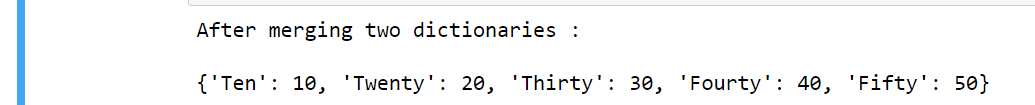 After merging two dictionaries :
{'Ten': 10, 'Twenty': 20, 'Thirty': 30, 'Fourty': 40, 'Fifty': 50}